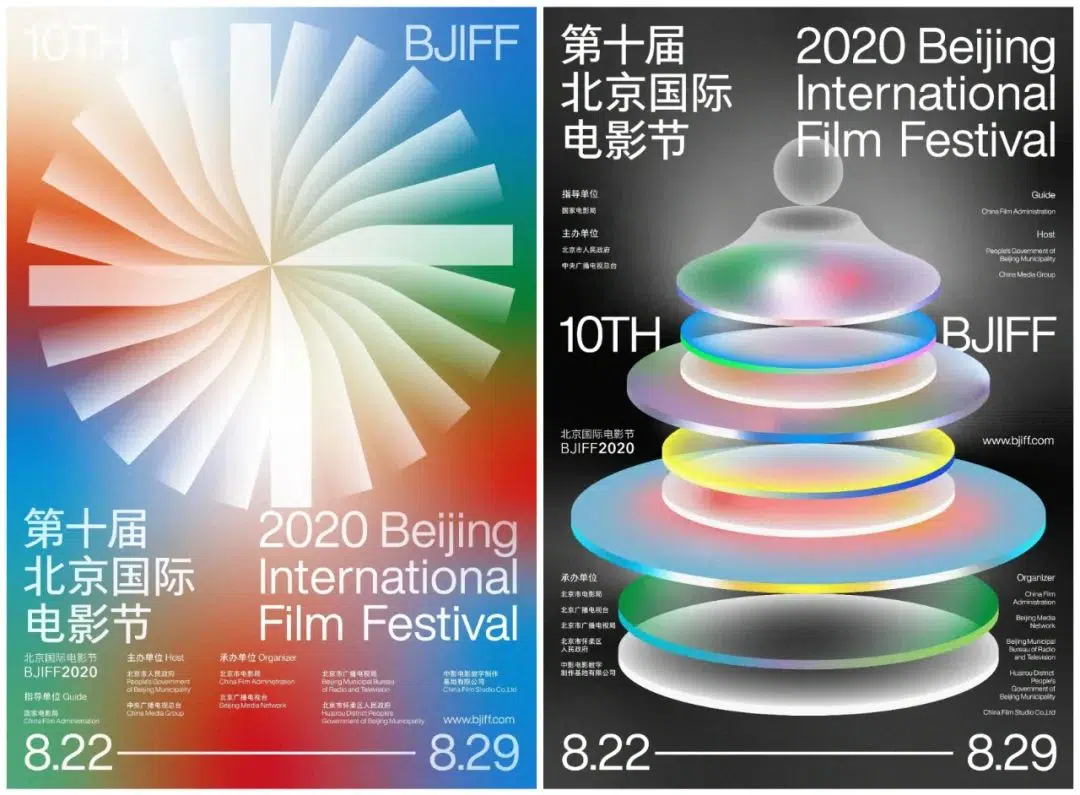 10TH
BJIFF
第十届
北京国际
电影节
2020 Beijing
International
Film Festival
北京国际电影节
BJIFF2020
指导单位 Guide
国家电影局
China Film Administration
主办单位 Host
北京市人民政府
People's Government
of Beijing Municipality
中央广播电视总台
China Media Group
承办单位 Organizer
北京市电影局
China Film Adminnetration
北京广播电视台
Beijing Media Network
北京市广播电视局
Beijing Municipal Bureau
of Radio and Television
北京市怀柔区人民政府
Huairou District People's
Government of Beijing Municipality
中影电影数字制作
基地有限公司
China Film Studio Co.,Ltd
www.bjiff.com
8.22
8.29
第十届
北京国际
电影节
2020 Beijing
International
Film Festival
指导单位
国家电影局
主办单位
北京市人民政府
中央广播电视总台
Guide
China Film Administration
Host
People's Government of
Beijing Municipality
China Media Group
10TH
BJIFF
北京国际电影节
BJIFF2020
www.bjiff.com
承办单位
北京市电影局
北京广播电视台
北京市广播电视局
北京市怀柔区
人民政府
中影电影数字
制作基地有限公司
Organizer
China Film
Administration
Beijing Media
Network
Beijing Municipal
Bureau of Radio
and Television
Huairou District
People's
Government of
Beijing Municipality
China Film Studio Co.,Ltd
8.22
8.29